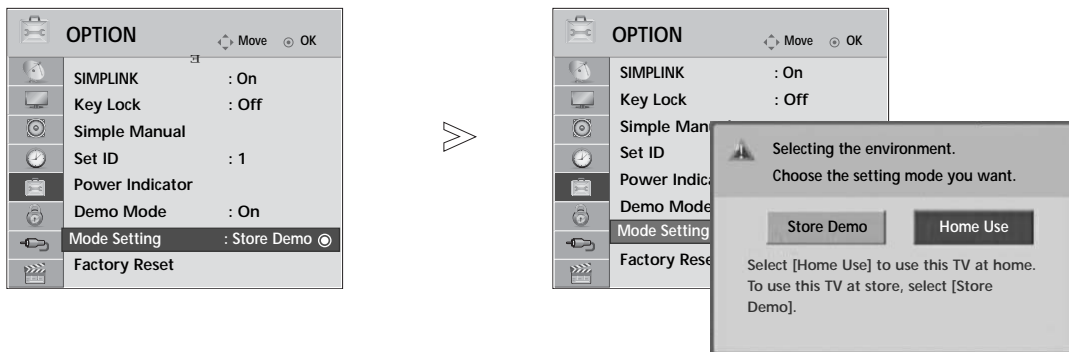 OPTION
Move OK
E
SIMPLINK : On
Key Lock : Off
Simple Manual
Set ID : 1
Power Indicator
Demo Mode : On
Mode Setting : Store Demo
Factory Reset
OPTION
Move OK
SIMPLINK : On
Key Lock : Off
Simple Man
Set ID
Power Indica
Demo Mode
Mode Setting
Factory Rese
Selecting the environment.
Choose the setting mode you want.
Store Demo Home Use
Select [Home Use] to use this TV at home.
To use this TV at store, select [Store
Demo].